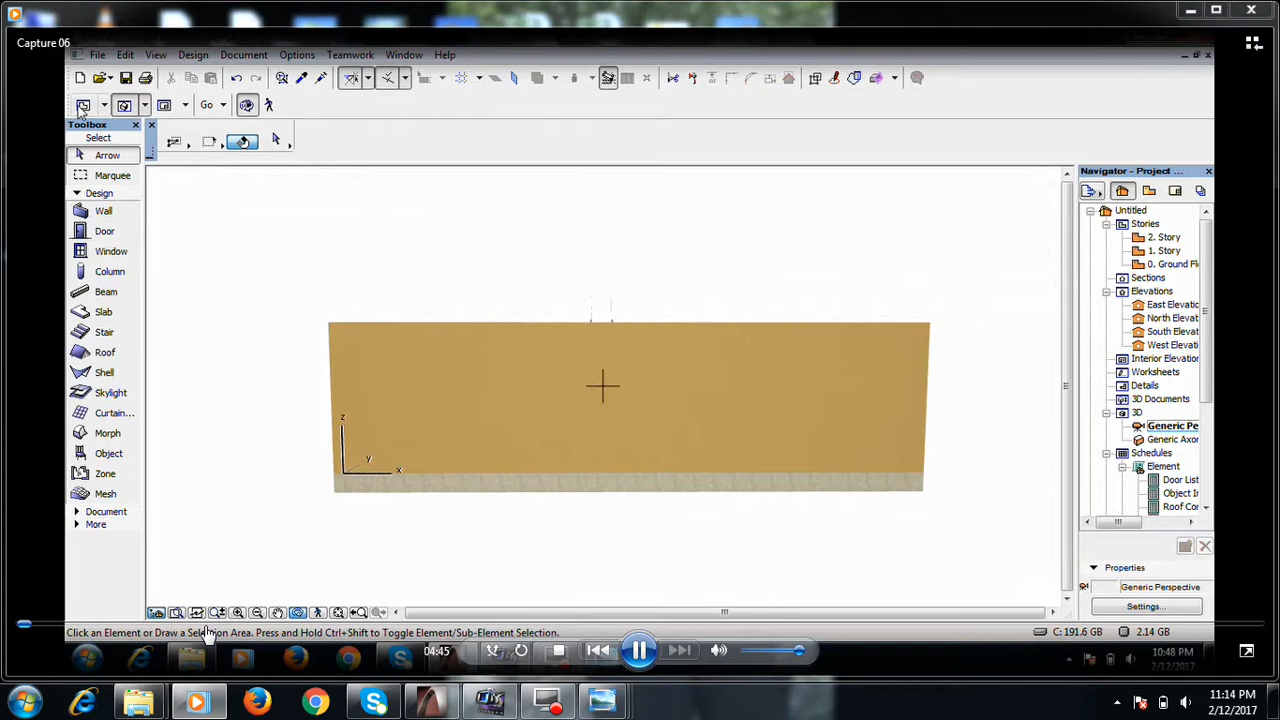 Capture 06
File Edit View Design Document Options Teamwork Window Help
Go
Toolbox
Select
Arrow
Marquee
Design
Wall
Door
Window
Column
Beam
Slab
Stair
Roof
Shell
Skylight
Curtain...
Morph
Object
Zone
Mesh
Document
More
z
y
x
Navigator - Project ...
Untitled
Stories
2. Story
1. Story
0. Ground Fl
Sections
Elevations
East Elevatio
North Elevat
South Elevat
West Elevati
Interior Elevation
Worksheets
Details
3D Documents
3D
Generic Pe
Generic Axon
Schedules
Element
Door List
Object In
Roof Cor
Properties
Generic Perspective
Settings...
Click an Element or Draw a Selection Area. Press and Hold Ctrl+Shift to Toggle Element/Sub-Element Selection.
C: 191.6 GB 2.14 GB
04:45
10:48 PM
2/12/2017
11:14 PM
2/12/2017